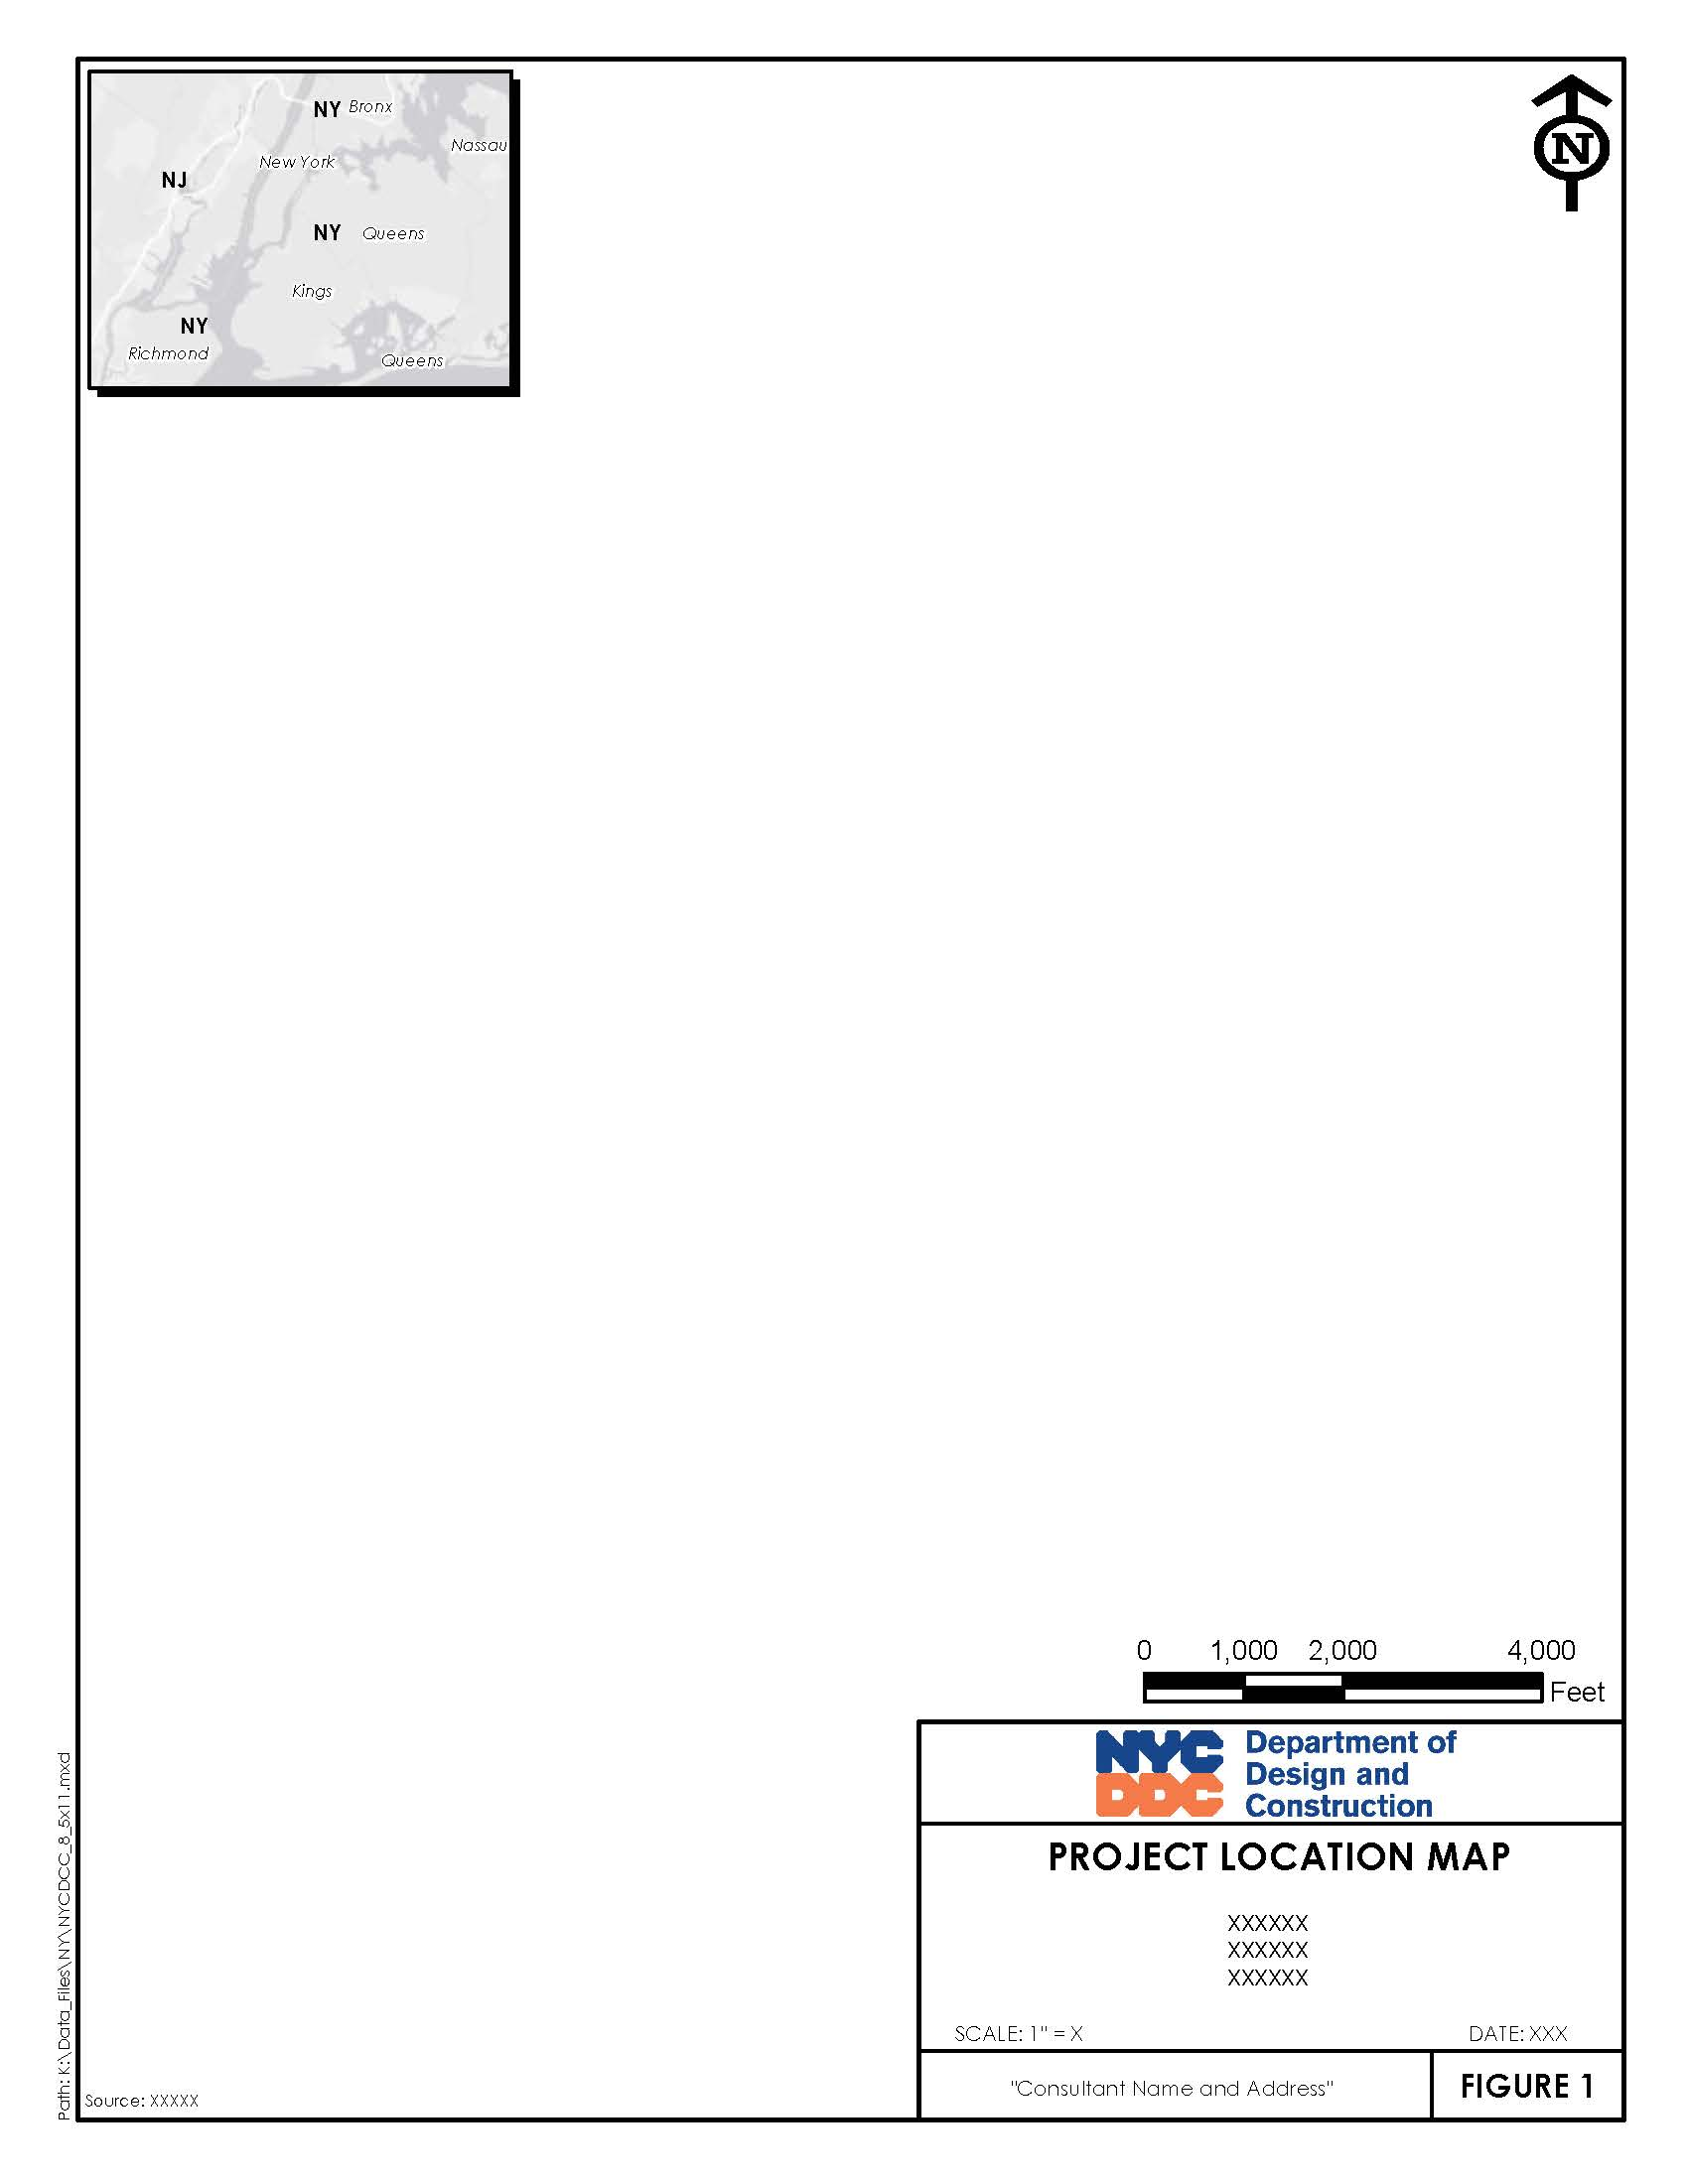 NY Bronx
Nassau
New York
NJ
NY Queens
Kings
NY
Richmond
Queens
N
0 1,000 2,000 4,000
Feet
NYC
DDC
Department of
Design and
Construction
PROJECT LOCATION MAP
XXXXXX
XXXXXX
XXXXXX
SCALE: 1" = X DATE: XXX
"Consultant Name and Address" FIGURE 1
Source: XXXXX
Path: K:\Data_Files\NY\NYCDCC_8_5x11.mxd